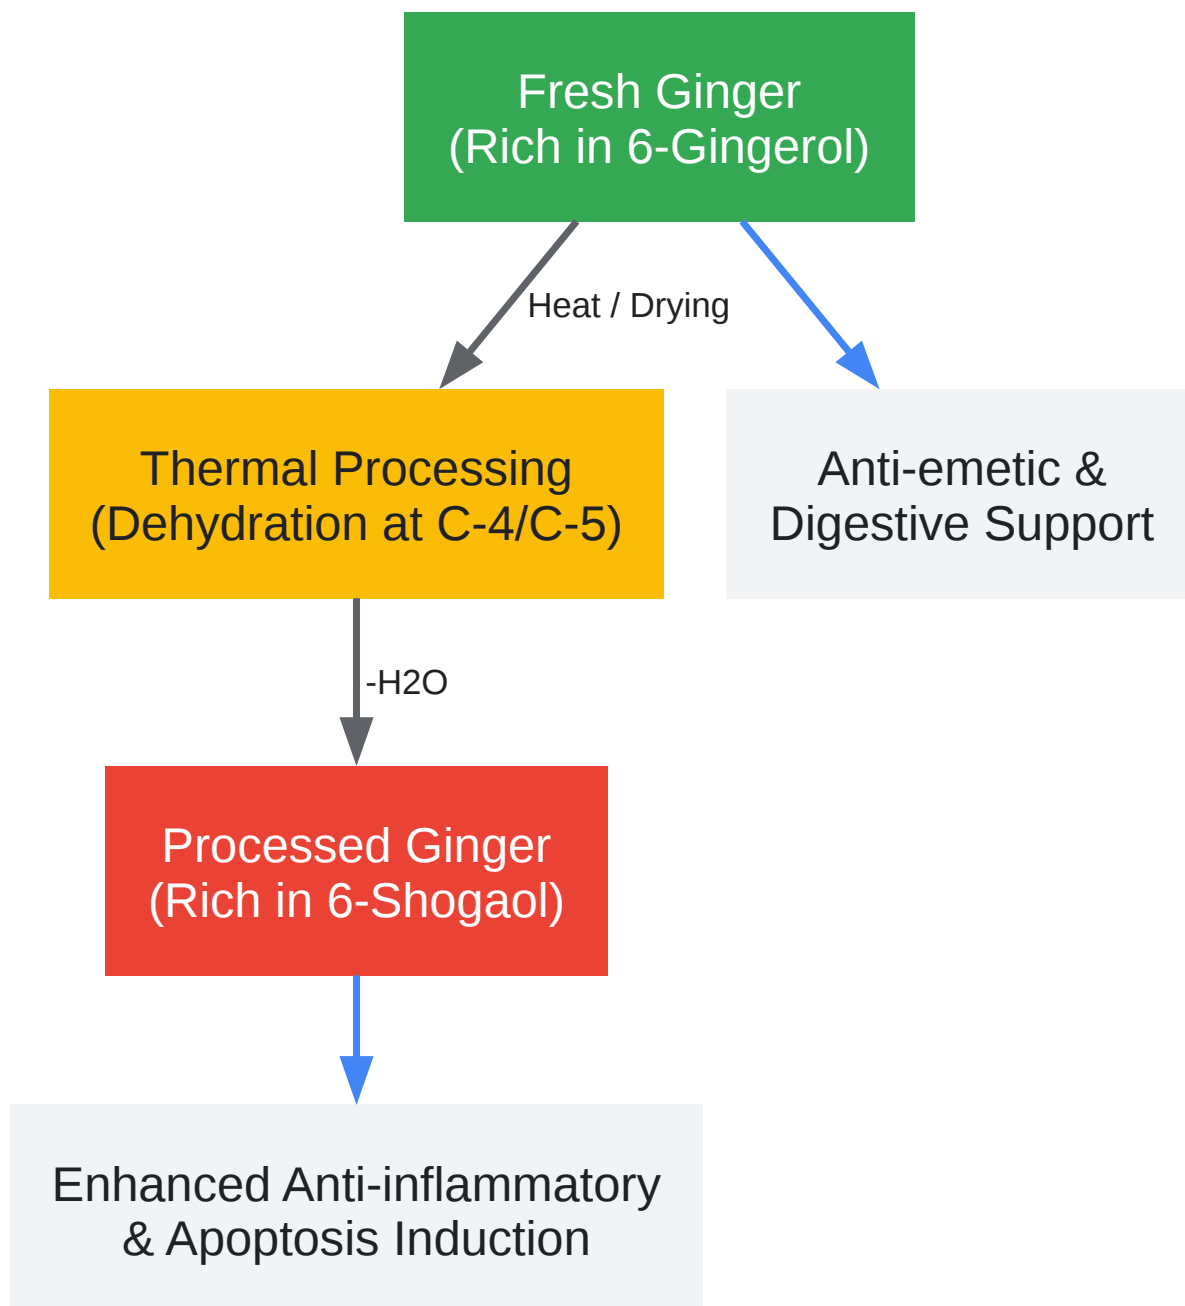 Fresh Ginger
(Rich in 6-Gingerol)
Heat / Drying
Thermal Processing
(Dehydration at C-4/C-5)
Anti-emetic &
Digestive Support
-H2O
Processed Ginger
(Rich in 6-Shogaol)
Enhanced Anti-inflammatory
& Apoptosis Induction